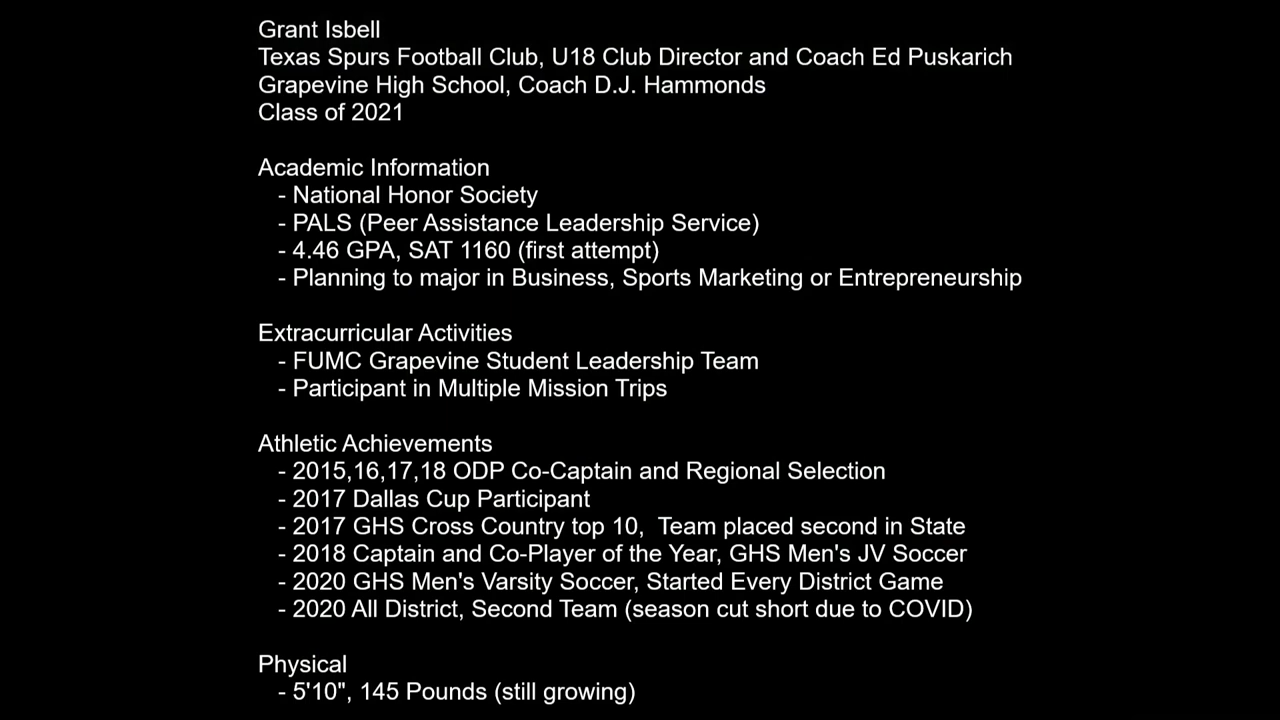 Grant Isbell
Texas Spurs Football Club, U18 Club Director and Coach Ed Puskarich
Grapevine High School, Coach D.J. Hammonds
Class of 2021
Academic Information
- National Honor Society
- PALS (Peer Assistance Leadership Service)
- 4.46 GPA, SAT 1160 (first attempt)
- Planning to major in Business, Sports Marketing or Entrepreneurship
Extracurricular Activities
- FUMC Grapevine Student Leadership Team
- Participant in Multiple Mission Trips
Athletic Achievements
- 2015,16,17,18 ODP Co-Captain and Regional Selection
- 2017 Dallas Cup Participant
- 2017 GHS Cross Country top 10,  Team placed second in State
- 2018 Captain and Co-Player of the Year, GHS Men's JV Soccer
- 2020 GHS Men's Varsity Soccer, Started Every District Game
- 2020 All District, Second Team (season cut short due to COVID)
Physical
- 5'10", 145 Pounds (still growing)